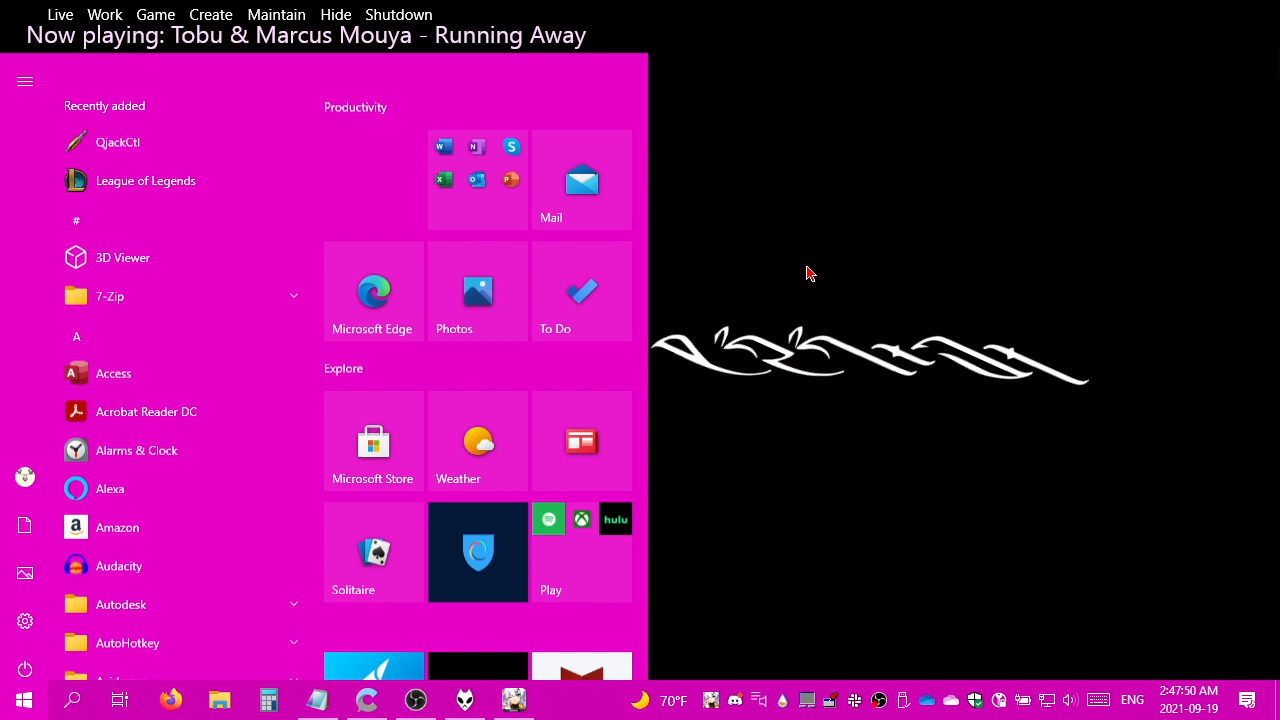 Live Work Game Create Maintain Hide Shutdown
Now playing: Tobu & Marcus Mouya - Running Away
Recently added
QjackCtl
League of Legends
#
3D Viewer
7-Zip
A
Access
Acrobat Reader DC
Alarms & Clock
Alexa
Amazon
Audacity
Autodesk
AutoHotkey
Productivity
Mail
Microsoft Edge
Photos
To Do
Explore
Microsoft Store
Weather
Solitaire
hulu
Play
70°F
ENG
2:47:50 AM
2021-09-19